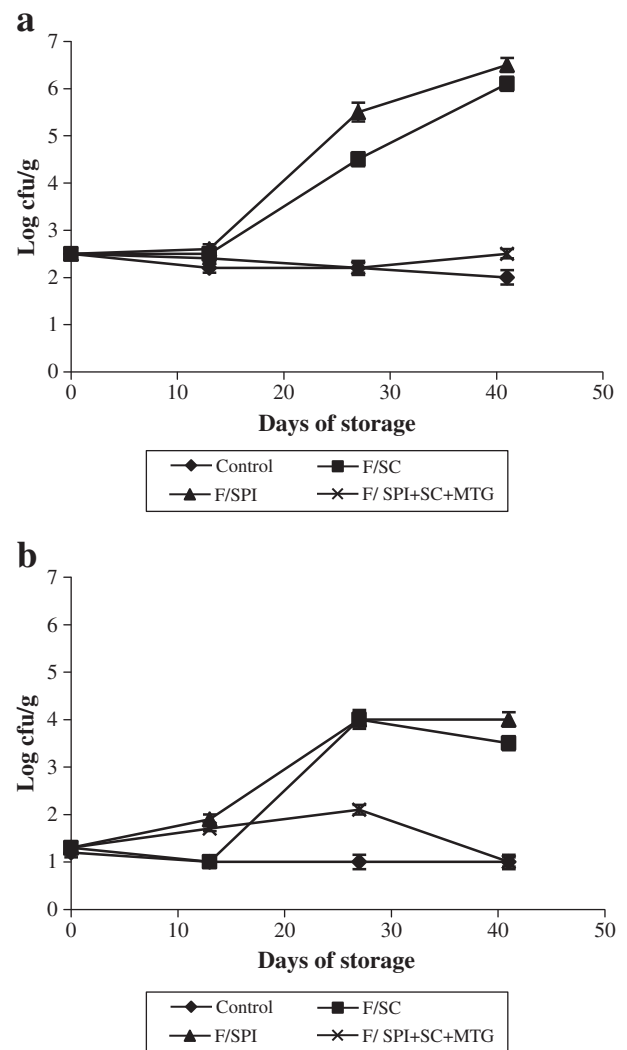 a
7
6
5
4
3
2
1
0
Log cfu/g
0 10 20 30 40 50
Days of storage
Control F/SC
F/SPI F/ SPI+SC+MTG
b
7
6
5
4
3
2
1
0
Log cfu/g
0 10 20 30 40 50
Days of storage
Control F/SC
F/SPI F/ SPI+SC+MTG